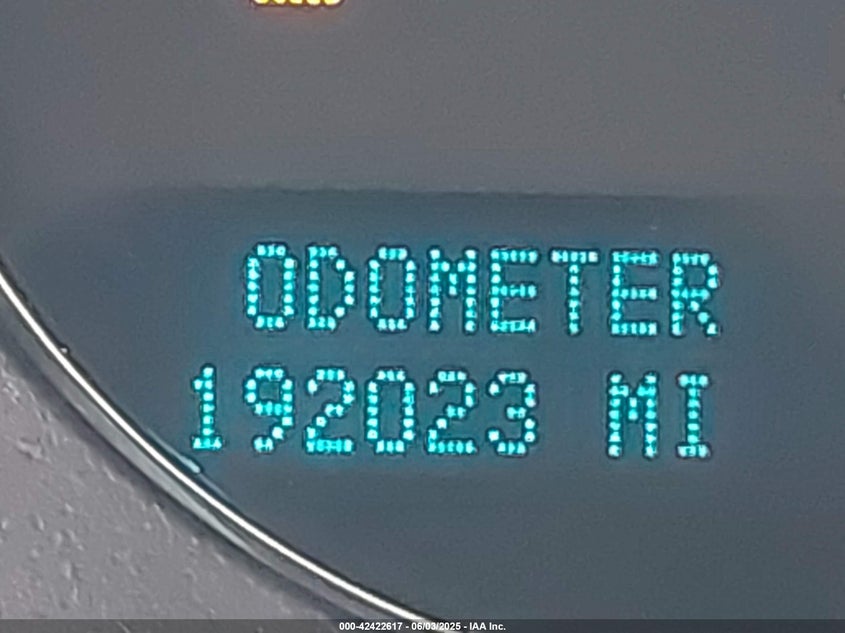 ODOMETER
192023 MI
000-42422617 - 06/03/2025 - IAA Inc.